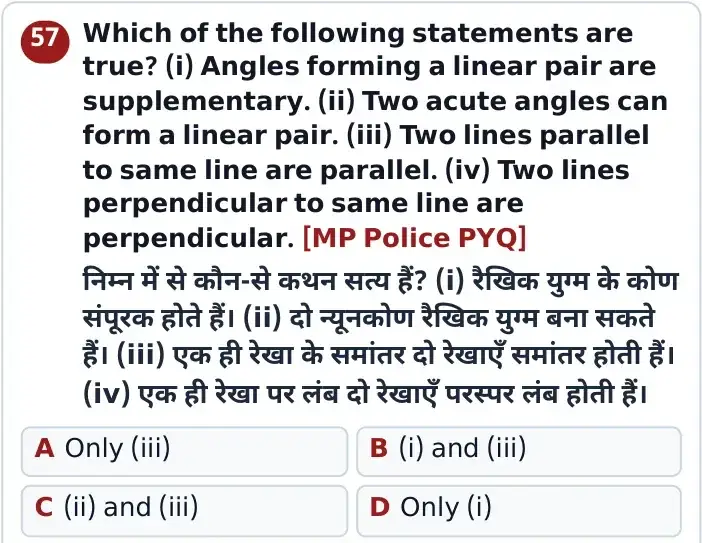 57 Which of the following statements are
true? (i) Angles forming a linear pair are
supplementary. (ii) Two acute angles can
form a linear pair. (iii) Two lines parallel
to same line are parallel. (iv) Two lines
perpendicular to same line are
perpendicular. [MP Police PYQ]
निम्न में से कौन-से कथन सत्य हैं? (i) रैखिक युग्म के कोण
संपूरक होते हैं। (ii) दो न्यूनकोण रैखिक युग्म बना सकते
हैं। (iii) एक ही रेखा के समांतर दो रेखाएँ समांतर होती हैं।
(iv) एक ही रेखा पर लंब दो रेखाएँ परस्पर लंब होती हैं।
A Only (iii)
B (i) and (iii)
C (ii) and (iii)
D Only (i)